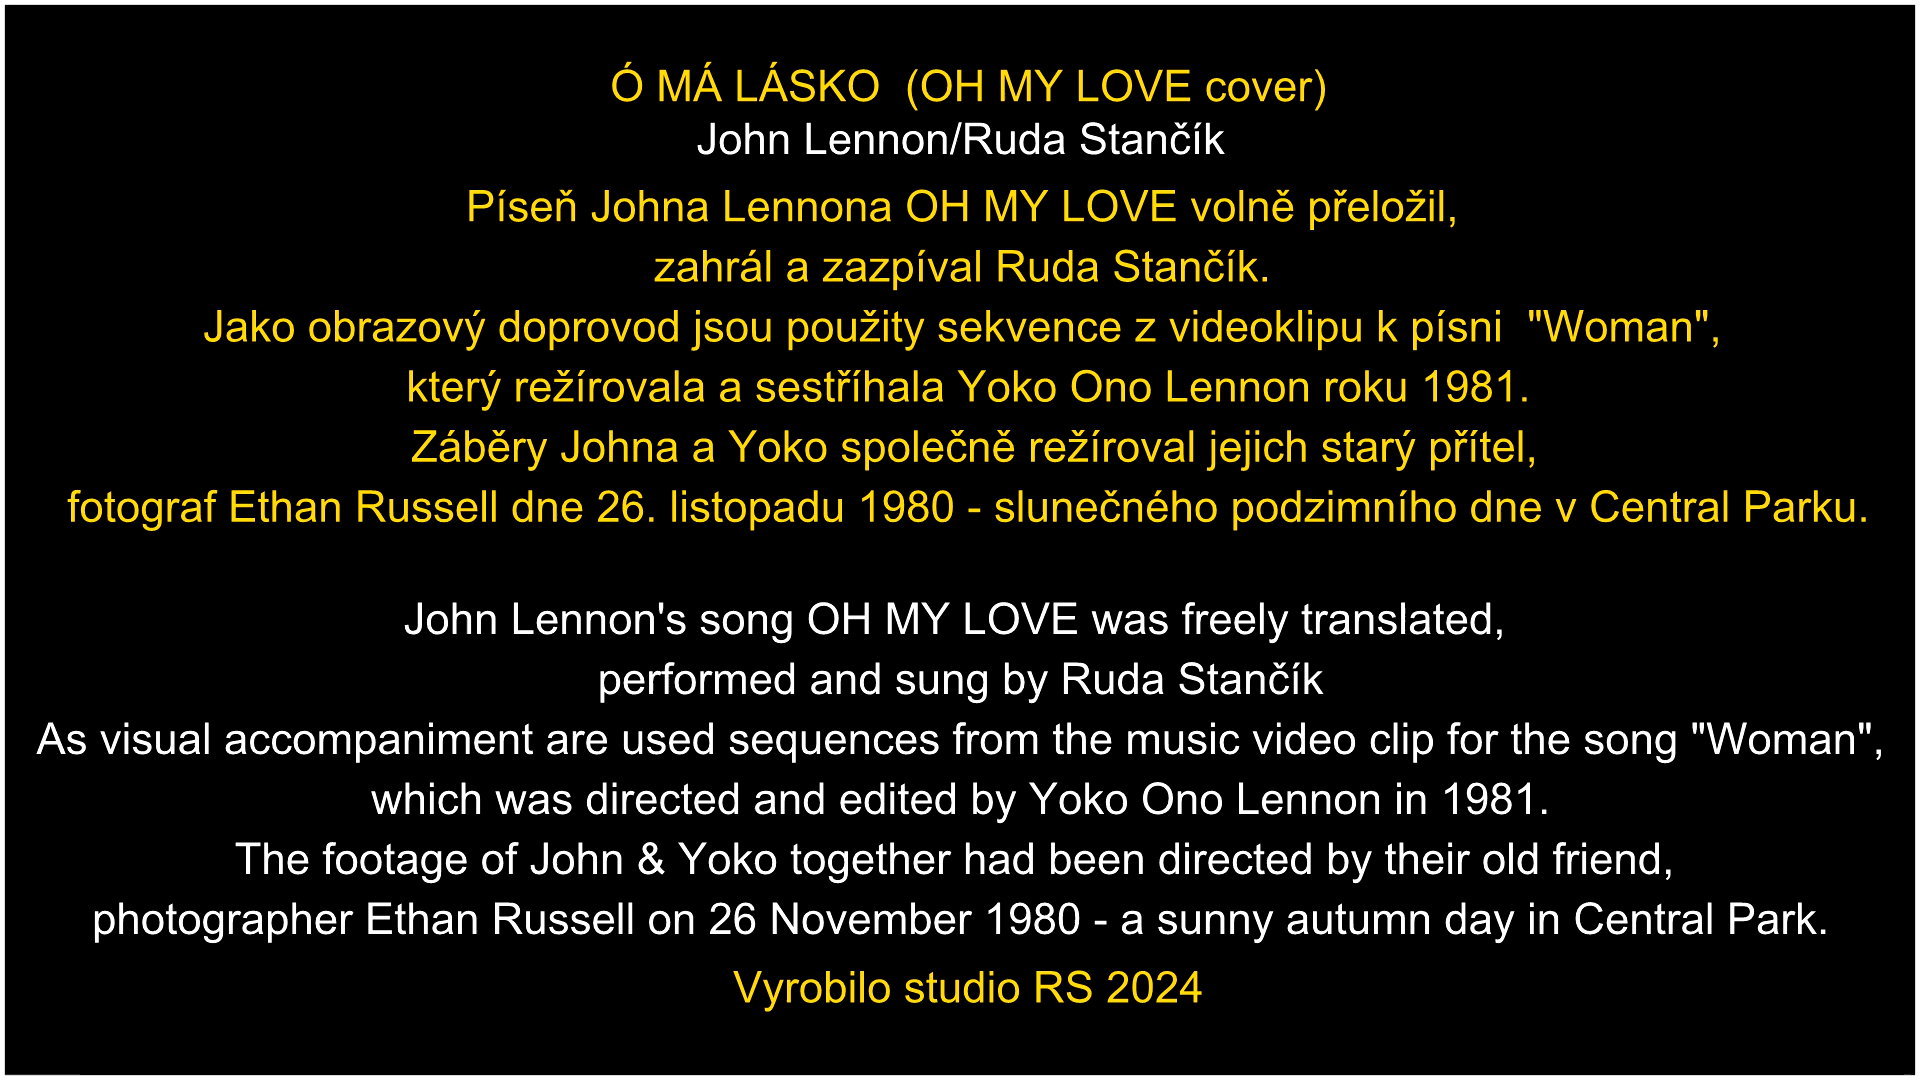 Ó MÁ LÁSKO  (OH MY LOVE cover)
John Lennon/Ruda Stančík
Píseň Johna Lennona OH MY LOVE volně přeložil,
zahrál a zazpíval Ruda Stančík.
Jako obrazový doprovod jsou použity sekvence z videoklipu k písni  "Woman",
který režírovala a sestříhala Yoko Ono Lennon roku 1981.
Záběry Johna a Yoko společně režíroval jejich starý přítel,
fotograf Ethan Russell dne 26. listopadu 1980 - slunečného podzimního dne v Central Parku.
John Lennon's song OH MY LOVE was freely translated,
performed and sung by Ruda Stančík
As visual accompaniment are used sequences from the music video clip for the song "Woman",
which was directed and edited by Yoko Ono Lennon in 1981.
The footage of John & Yoko together had been directed by their old friend,
photographer Ethan Russell on 26 November 1980 - a sunny autumn day in Central Park.
Vyrobilo studio RS 2024